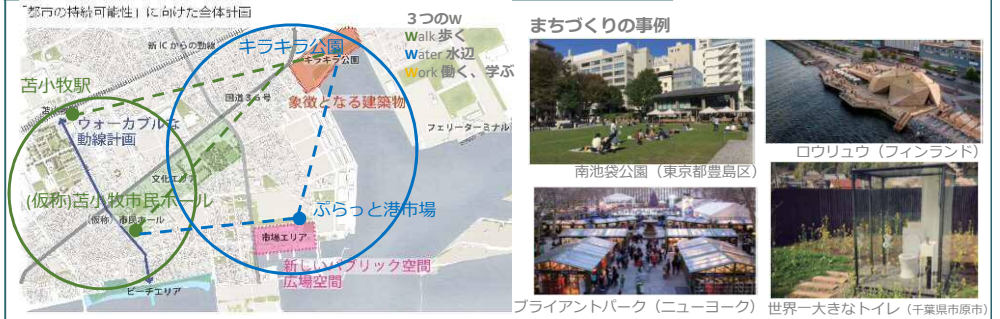 「都市の持続可能性」に向けた全体計画
新ICからの動線
キラキラ公園
キラキラ公園
3つのw
Walk 歩く
Water 水辺
Work 働く、学ぶ
苫小牧駅
国道36号
象徴となる建築物
ウォーカブルな
動線計画
フェリーターミナル
文化エリア
(仮称)苫小牧市民ホール
(仮称)市民ホール
ぷらっと港市場
市場エリア
新しいパブリック空間
広場空間
ビーチエリア
まちづくりの事例
南池袋公園（東京都豊島区）
ロウリュウ（フィンランド）
ブライアントパーク（ニューヨーク）
世界一大きなトイレ（千葉県市原市）